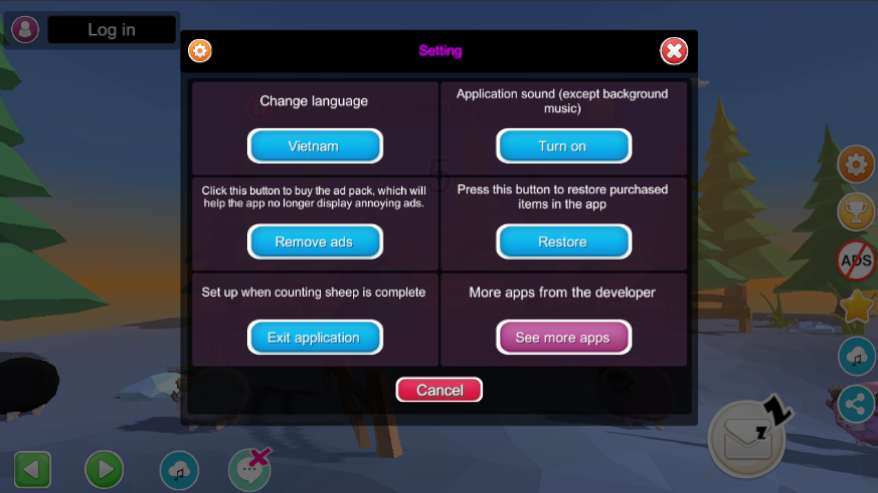 Log in
Setting
Change language
Vietnam
Application sound (except background
music)
Turn on
Click this button to buy the ad pack, which will
help the app no longer display annoying ads.
Remove ads
Press this button to restore purchased
items in the app
Restore
Set up when counting sheep is complete
Exit application
More apps from the developer
See more apps
Cancel
ADS
Z
z